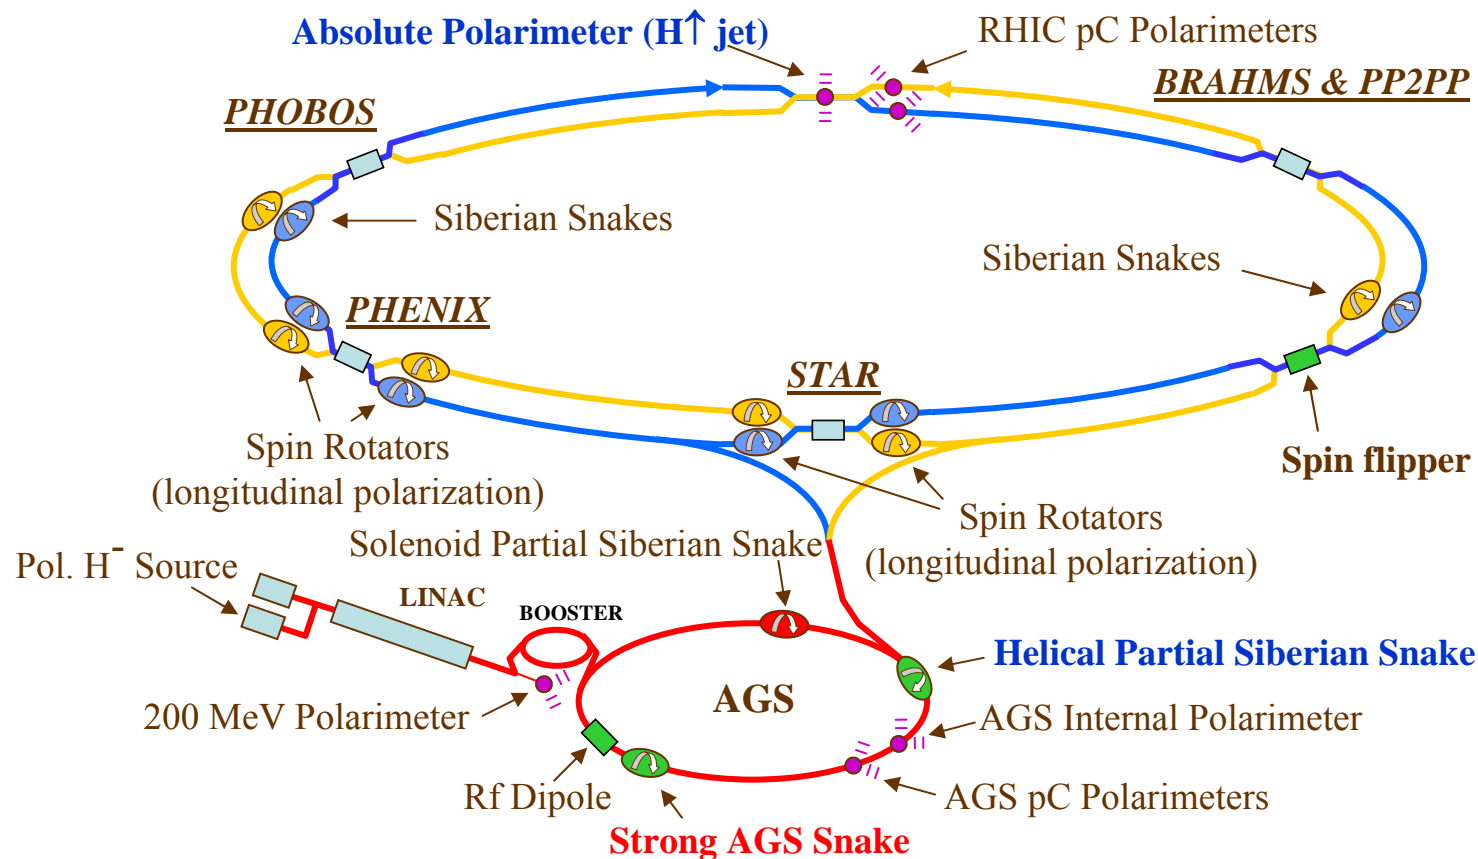 Absolute Polarimeter (H↑ jet)
RHIC pC Polarimeters
BRAHMS & PP2PP
PHOBOS
Siberian Snakes
Siberian Snakes
PHENIX
STAR
Spin Rotators
(longitudinal polarization)
Spin flipper
Spin Rotators
(longitudinal polarization)
Solenoid Partial Siberian Snake
Pol. H⁻ Source
LINAC
BOOSTER
Helical Partial Siberian Snake
AGS
200 MeV Polarimeter
AGS Internal Polarimeter
Rf Dipole
AGS pC Polarimeters
Strong AGS Snake